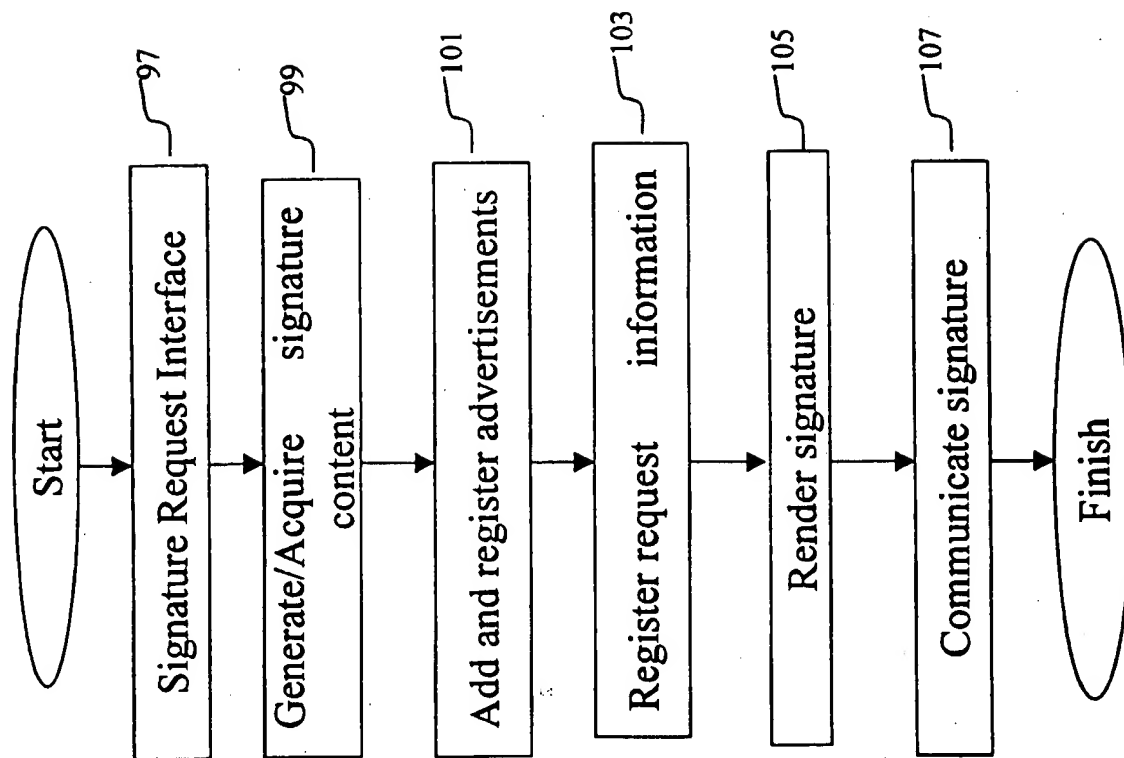 Start
Signature Request Interface
97
Generate/Acquire signature
content
99
Add and register advertisements
101
Register request information
103
Render signature
105
Communicate signature
107
Finish